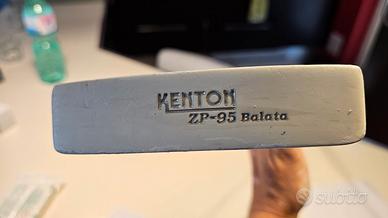 KENTON
ZP-95 Balata
subito